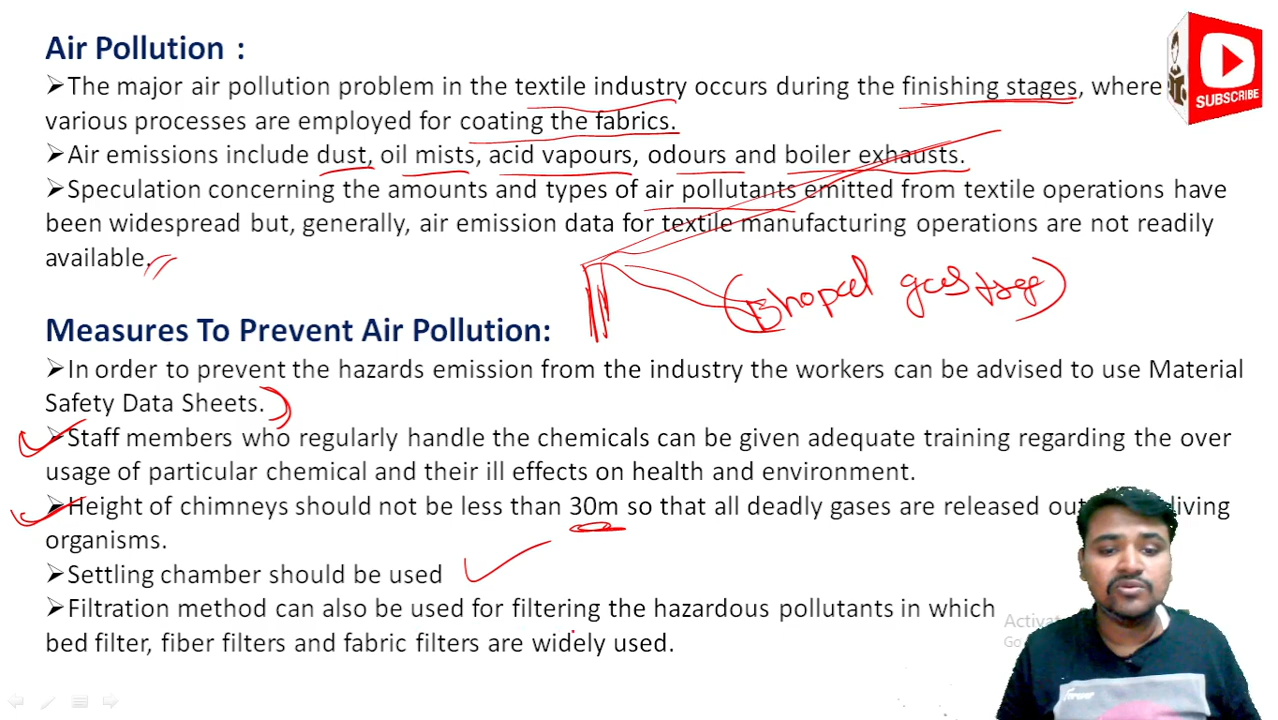 Air Pollution :
➢The major air pollution problem in the textile industry occurs during the finishing stages, where
various processes are employed for coating the fabrics.
➢Air emissions include dust, oil mists, acid vapours, odours and boiler exhausts.
➢Speculation concerning the amounts and types of air pollutants emitted from textile operations have
been widespread but, generally, air emission data for textile manufacturing operations are not readily
available.
(Bhopal gas
Measures To Prevent Air Pollution:
➢In order to prevent the hazards emission from the industry the workers can be advised to use Material
Safety Data Sheets.
➢Staff members who regularly handle the chemicals can be given adequate training regarding the over
usage of particular chemical and their ill effects on health and environment.
➢Height of chimneys should not be less than 30m so that all deadly gases are released living
organisms.
➢Settling chamber should be used
➢Filtration method can also be used for filtering the hazardous pollutants in which
bed filter, fiber filters and fabric filters are widely used.
SUBSCRIBE